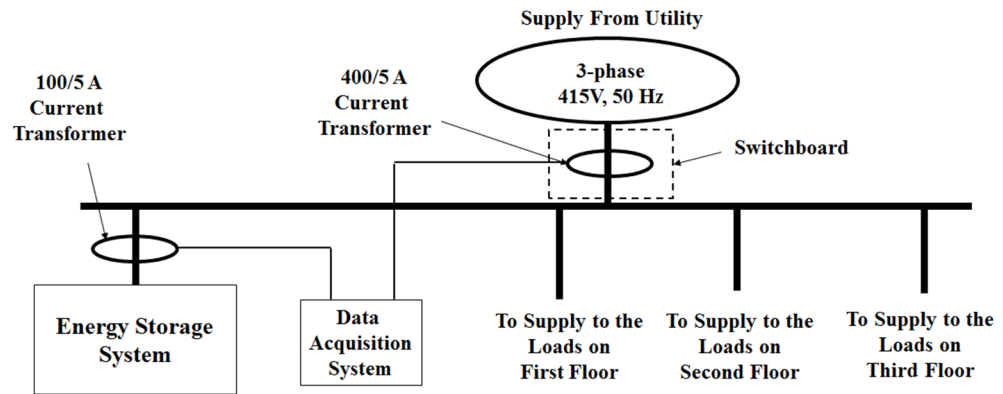 Supply From Utility
3-phase
415V, 50 Hz
100/5 A
Current
Transformer
400/5 A
Current
Transformer
Switchboard
Energy Storage
System
Data
Acquisition
System
To Supply to the
Loads on
First Floor
To Supply to the
Loads on
Second Floor
To Supply to the
Loads on
Third Floor